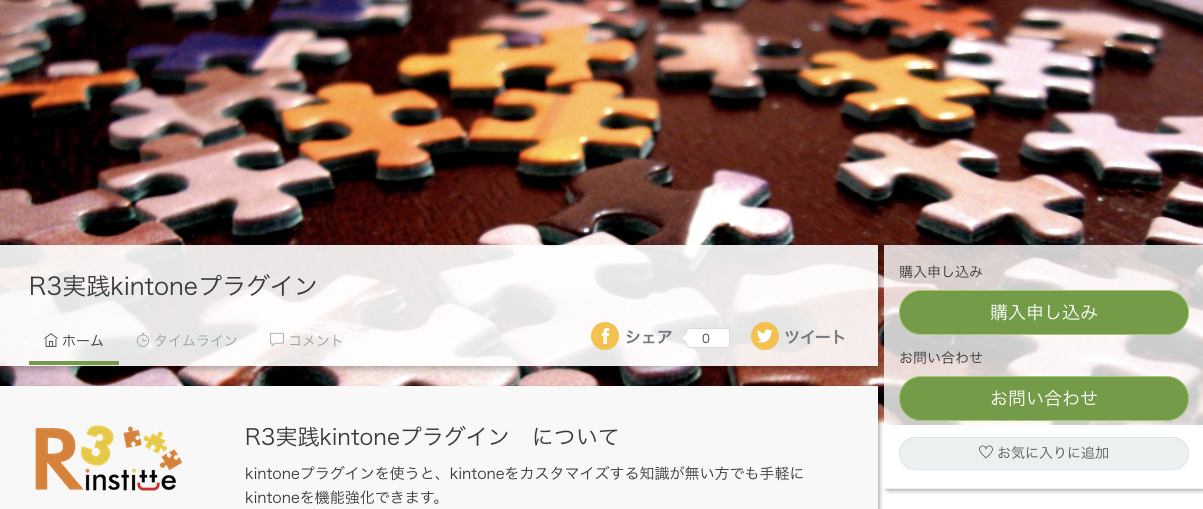 R3実践kintoneプラグイン
ホーム
タイムライン
コメント
シェア
0
ツイート
購入申し込み
購入申し込み
お問い合わせ
お問い合わせ
お気に入りに追加
R3
institte
R3実践kintoneプラグイン　について
kintoneプラグインを使うと、kintoneをカスタマイズする知識が無い方でも手軽に
kintoneを機能強化できます。